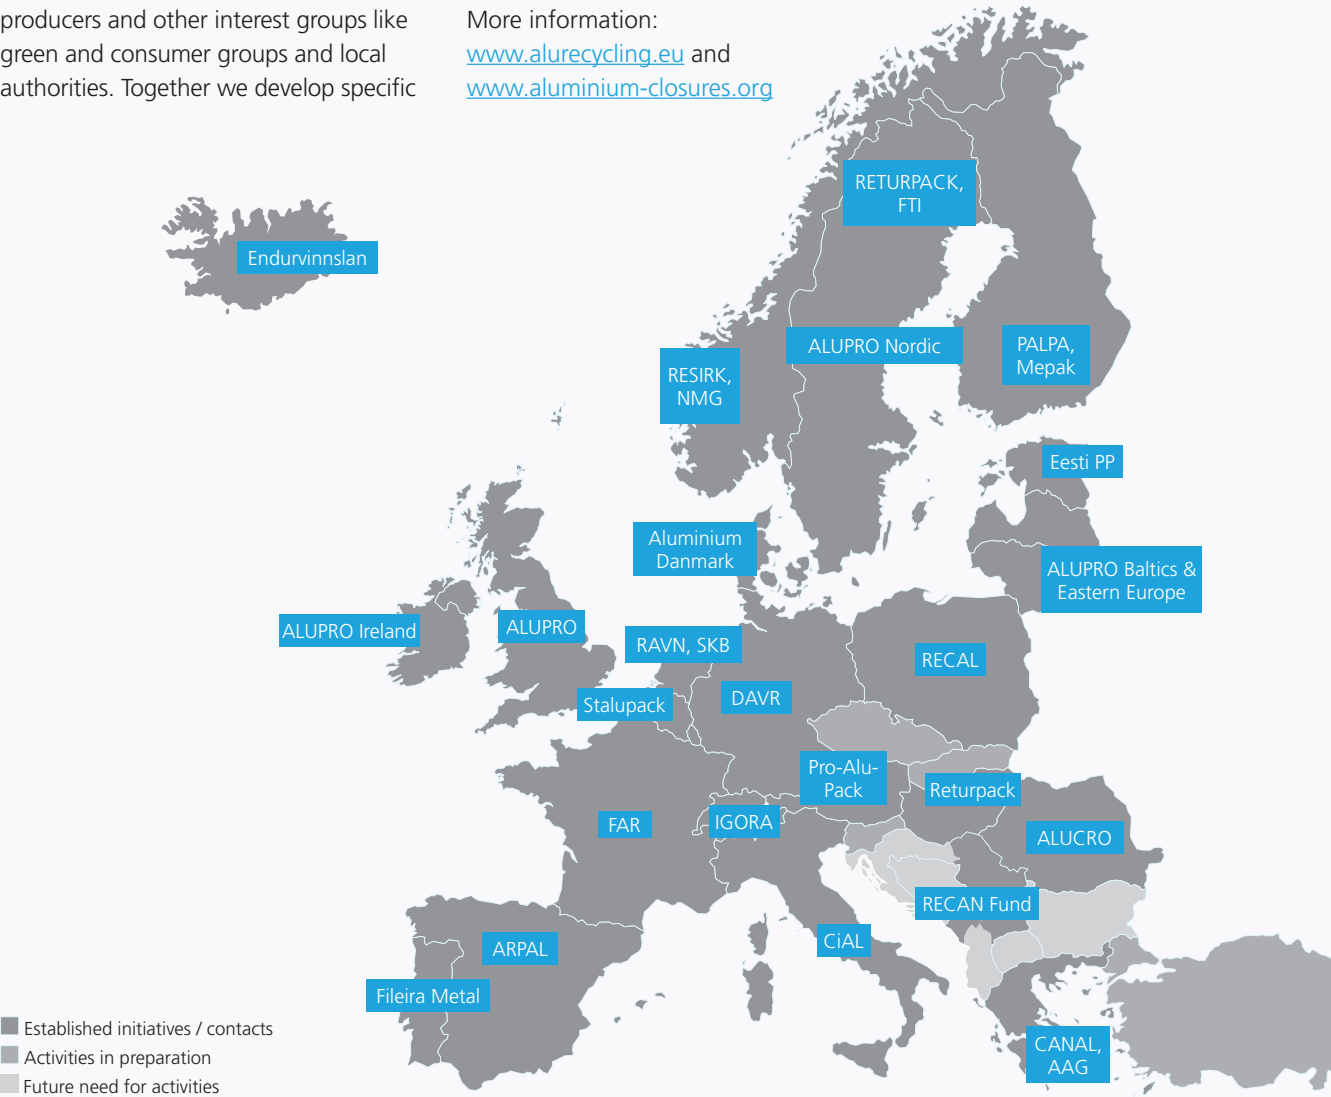 producers and other interest groups like
green and consumer groups and local
authorities. Together we develop specific
More information:
www.alurecycling.eu and
www.aluminium-closures.org
RETURPACK,
FTI
Endurvinnslan
ALUPRO Nordic
PALPA,
Mepak
RESIRK,
NMG
Eesti PP
Aluminium
Danmark
ALUPRO Baltics &
Eastern Europe
ALUPRO Ireland
ALUPRO
RAVN, SKB
RECAL
Stalupack
DAVR
Pro-Alu-
Pack
Returpack
FAR
IGORA
ALUCRO
RECAN Fund
ARPAL
CiAL
Fileira Metal
CANAL,
AAG
Established initiatives / contacts
Activities in preparation
Future need for activities